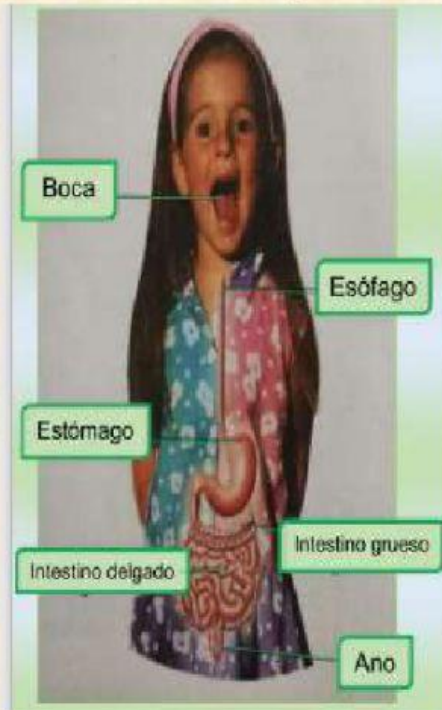 Boca
Esófago
Estómago
Intestino grueso
Intestino delgado
Ano